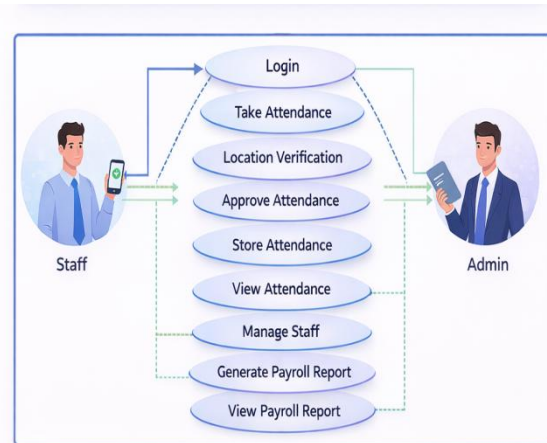 Login
Take Attendance
Location Verification
Approve Attendance
Store Attendance
View Attendance
Manage Staff
Generate Payroll Report
View Payroll Report
Staff
Admin